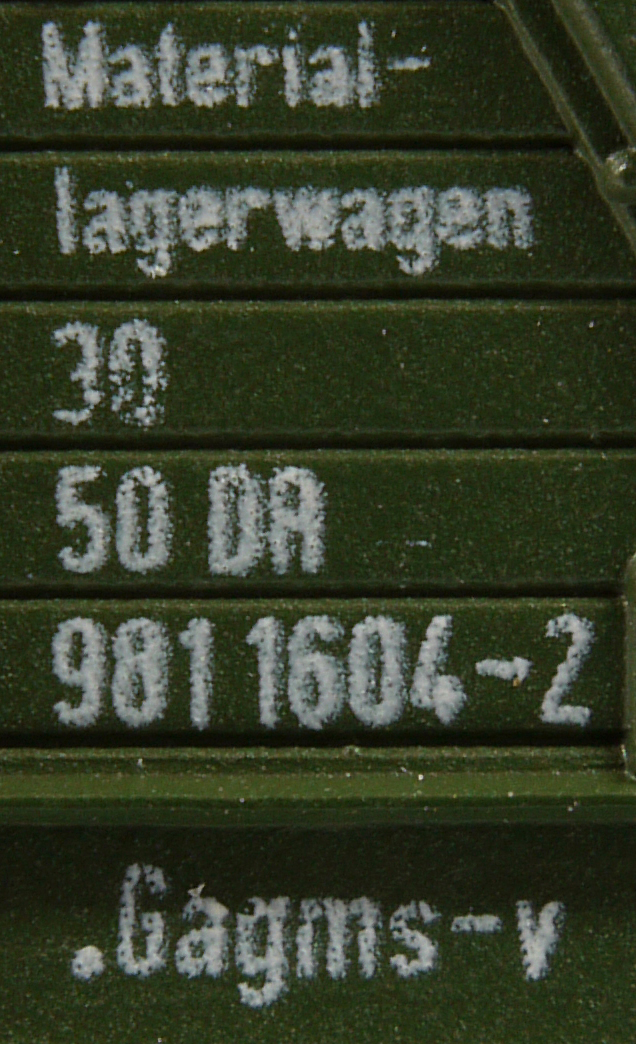 Material-
lagerwagen
30
50 DR
981 1604-2
.Gagms-v